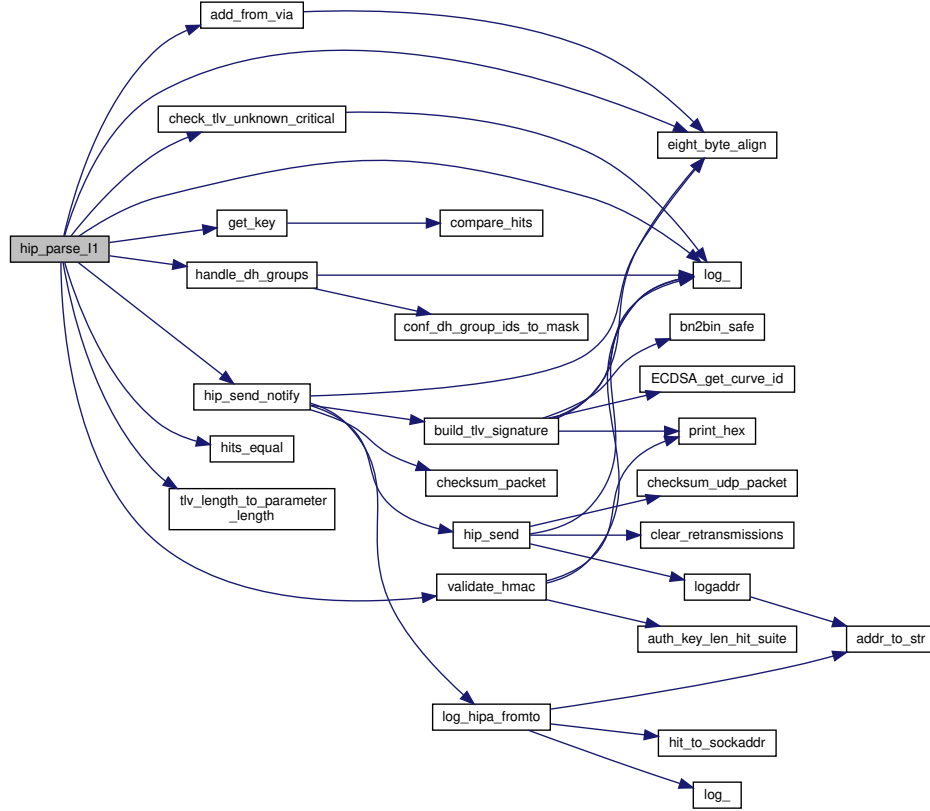 add_from_via
check_tlv_unknown_critical
eight_byte_align
get_key
compare_hits
hip_parse_I1
handle_dh_groups
log_
conf_dh_group_ids_to_mask
bn2bin_safe
ECDSA_get_curve_id
hip_send_notify
build_tlv_signature
print_hex
hits_equal
checksum_packet
checksum_udp_packet
tlv_length_to_parameter
_length
hip_send
clear_retransmissions
validate_hmac
logaddr
auth_key_len_hit_suite
addr_to_str
log_hipa_fromto
hit_to_sockaddr
log_